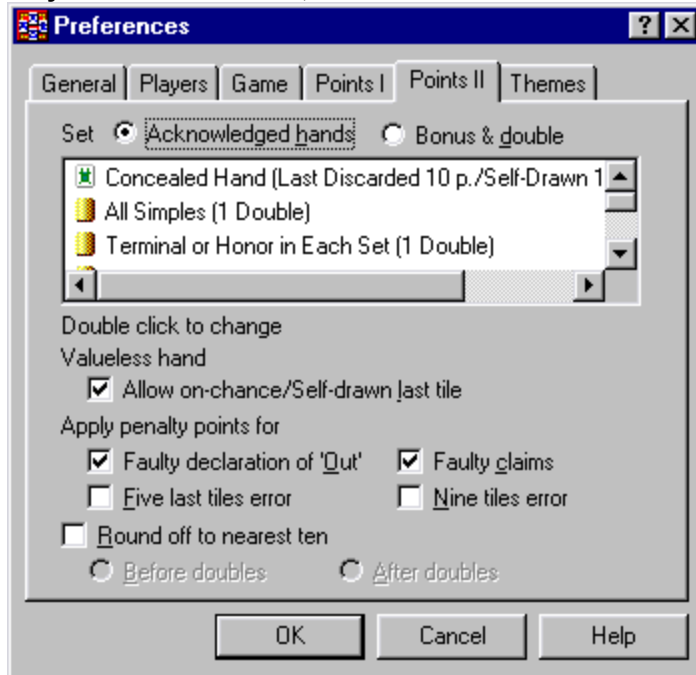 Preferences
General Players Game Points I Points II Themes
Set Acknowledged hands Bonus & double
Concealed Hand (Last Discarded 10 p./Self-Drawn 1
All Simples (1 Double)
Terminal or Honor in Each Set (1 Double)
Double click to change
Valueless hand
Allow on-chance/Self-drawn last tile
Apply penalty points for
Faulty declaration of 'Out' Faulty claims
Five last tiles error Nine tiles error
Round off to nearest ten
Before doubles After doubles
OK Cancel Help